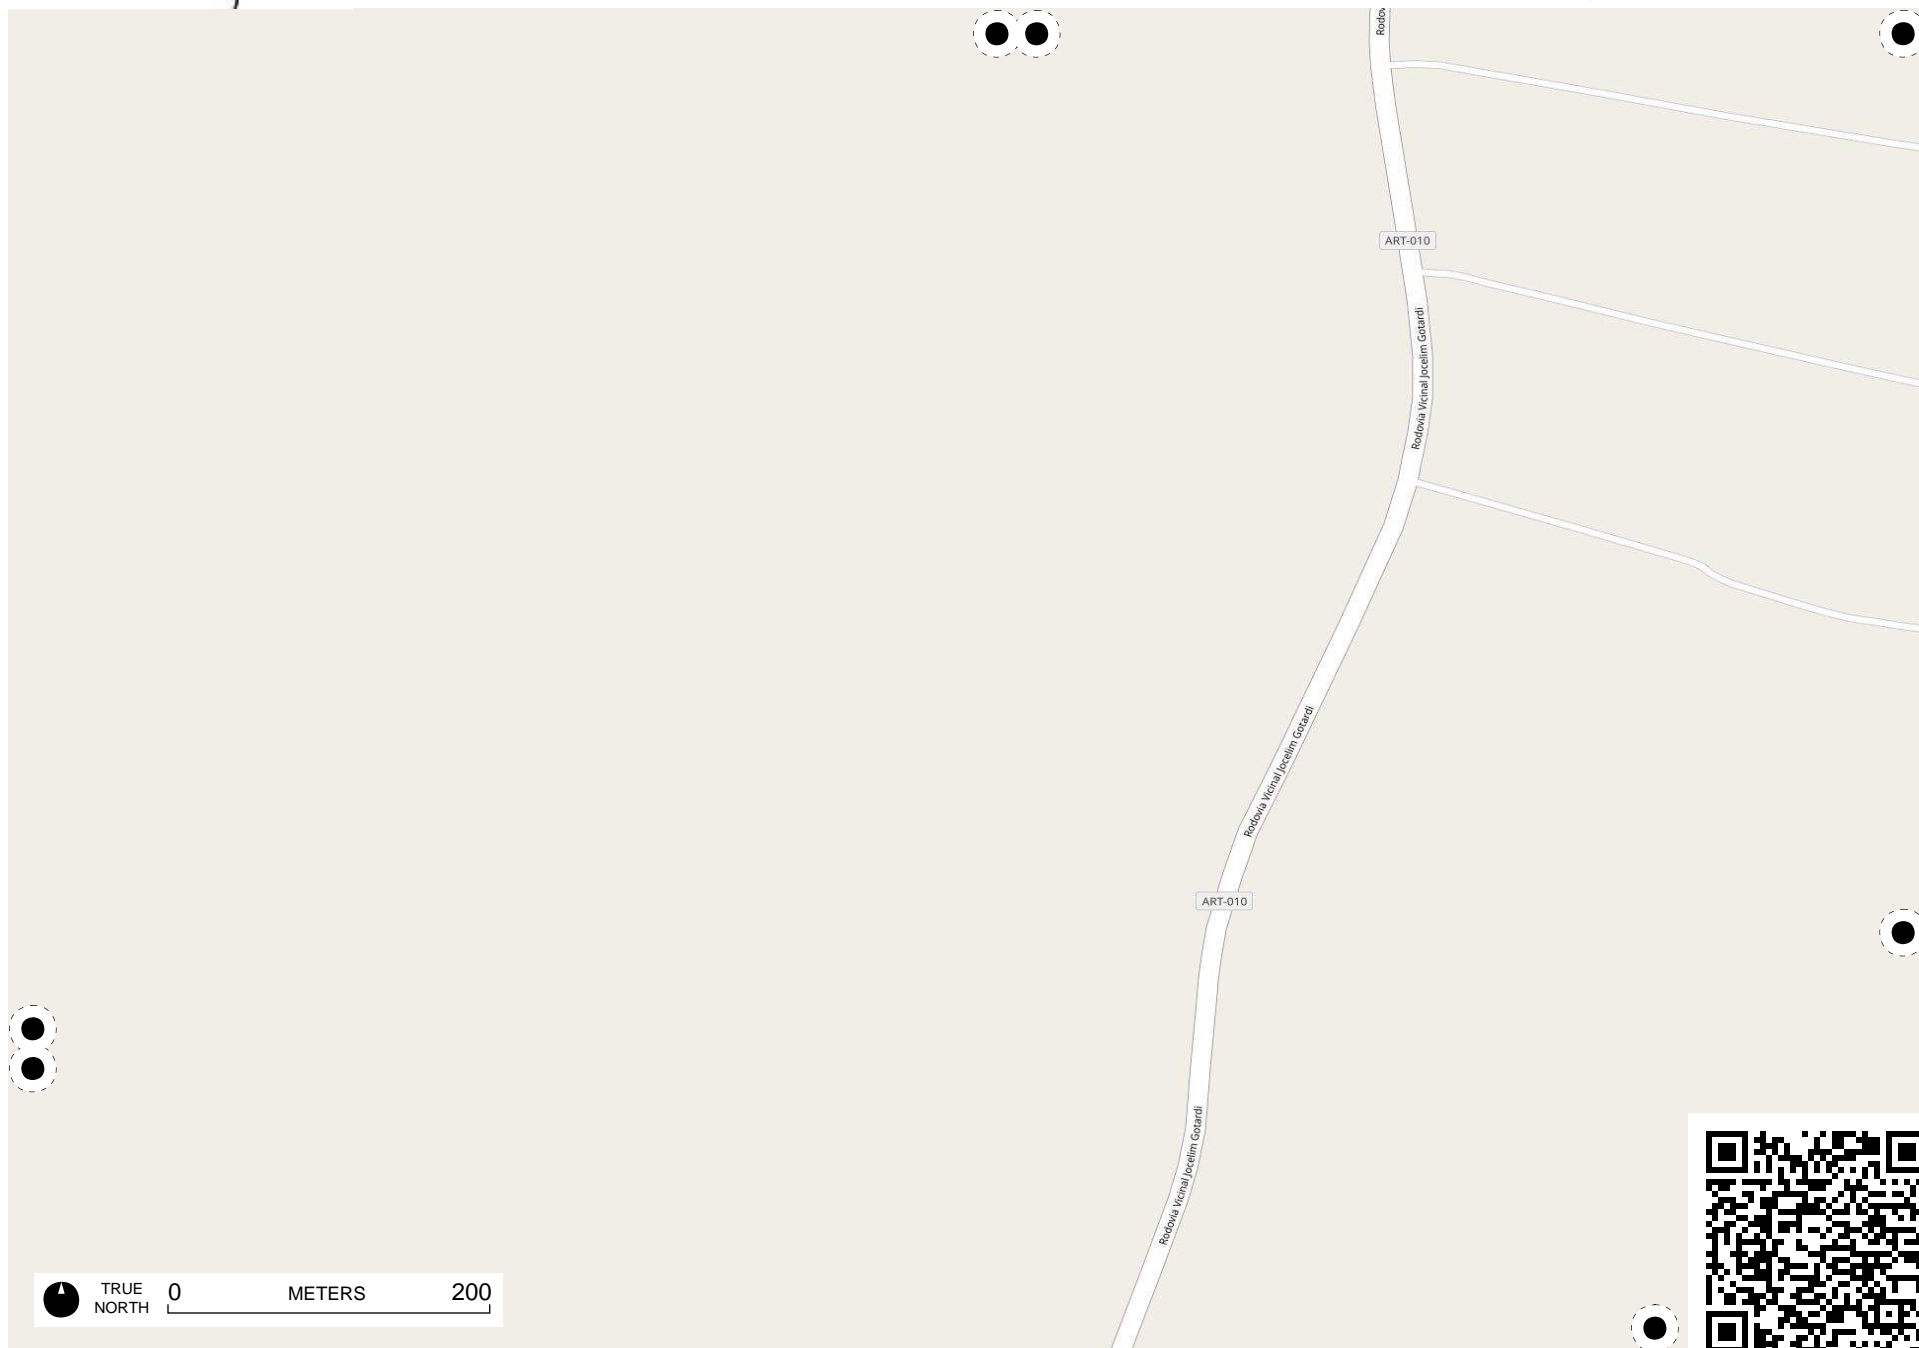 Rodov
ART-010
Rodovia Vicinal Jocelim Gotardi
Rodovia Vicinal Jocelim Gotardi
ART-010
Rodovia Vicinal Jocelim Gotardi
TRUE
NORTH
0 METERS 200